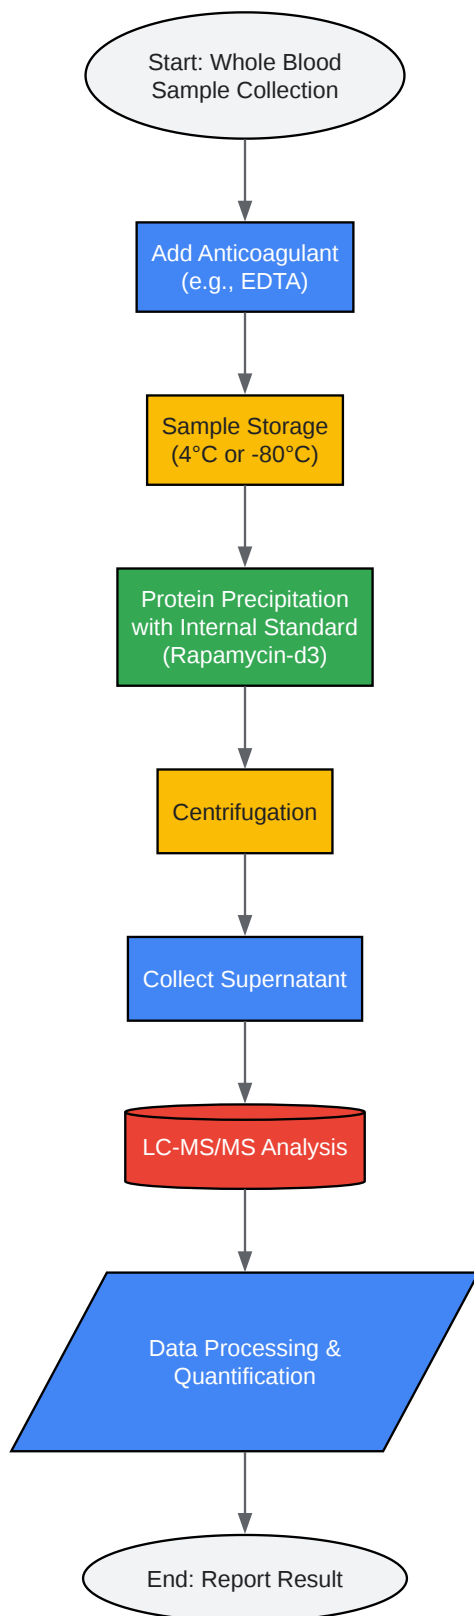 Start: Whole Blood
Sample Collection
Add Anticoagulant
(e.g., EDTA)
Sample Storage
(4°C or -80°C)
Protein Precipitation
with Internal Standard
(Rapamycin-d3)
Centrifugation
Collect Supernatant
LC-MS/MS Analysis
Data Processing &
Quantification
End: Report Result